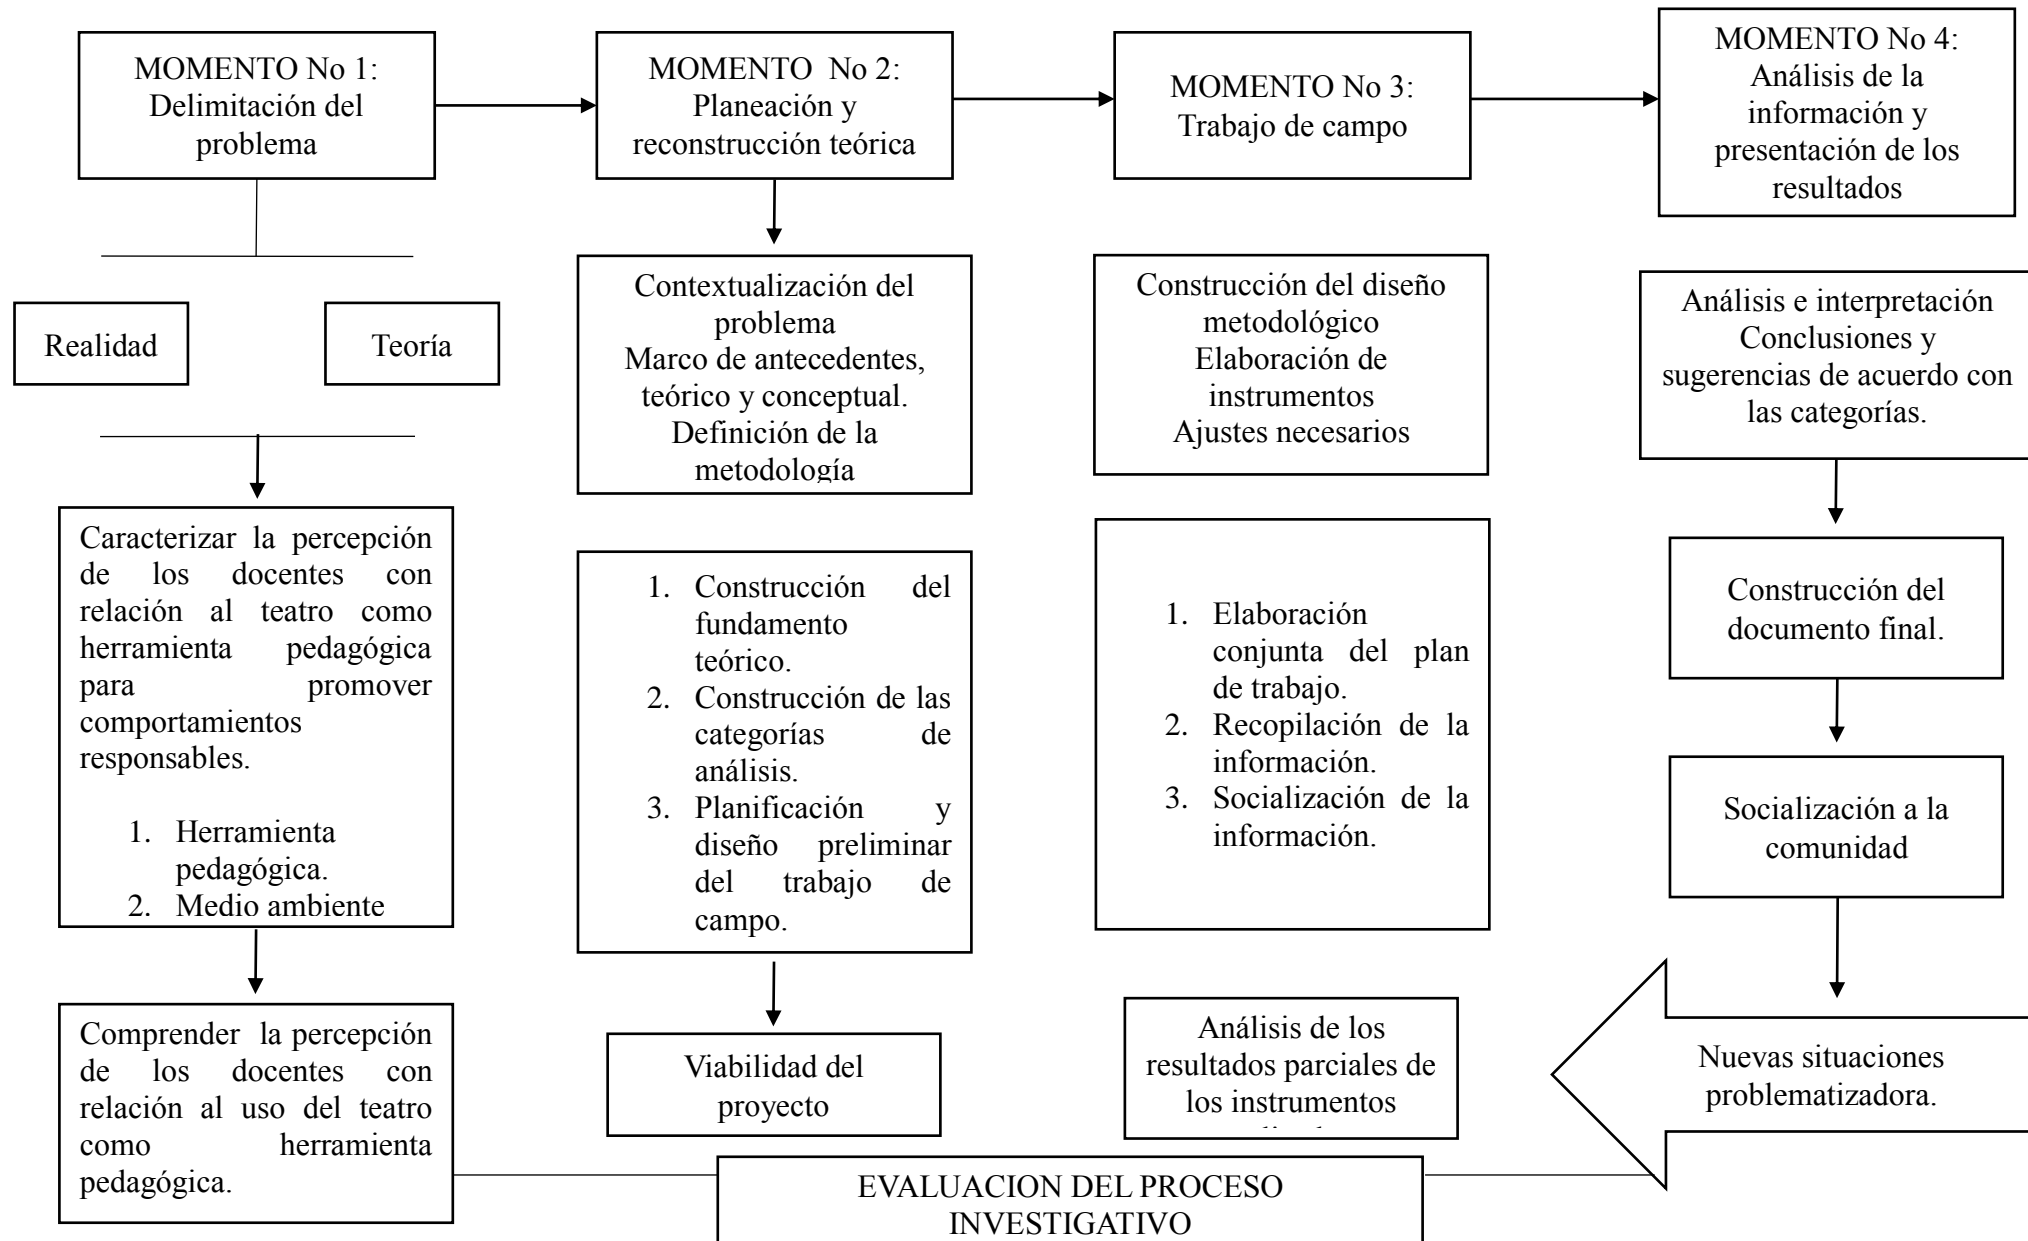 MOMENTO No 1:
Delimitación del
problema
MOMENTO No 2:
Planeación y
reconstrucción teórica
MOMENTO No 3:
Trabajo de campo
MOMENTO No 4:
Análisis de la
información y
presentación de los
resultados
Realidad
Teoría
Contextualización del
problema
Marco de antecedentes,
teórico y conceptual.
Definición de la
metodología
Construcción del diseño
metodológico
Elaboración de
instrumentos
Ajustes necesarios
Análisis e interpretación
Conclusiones y
sugerencias de acuerdo con
las categorías.
Caracterizar la percepción
de los docentes con
relación al teatro como
herramienta pedagógica
para promover
comportamientos
responsables.
1. Herramienta
pedagógica.
2. Medio ambiente
1. Construcción del
fundamento
teórico.
2. Construcción de las
categorías de
análisis.
3. Planificación y
diseño preliminar
del trabajo de
campo.
1. Elaboración
conjunta del plan
de trabajo.
2. Recopilación de la
información.
3. Socialización de la
información.
Construcción del
documento final.
Socialización a la
comunidad
Comprender la percepción
de los docentes con
relación al uso del teatro
como herramienta
pedagógica.
Viabilidad del
proyecto
Análisis de los
resultados parciales de
los instrumentos
Nuevas situaciones
problematizadora.
EVALUACION DEL PROCESO
INVESTIGATIVO